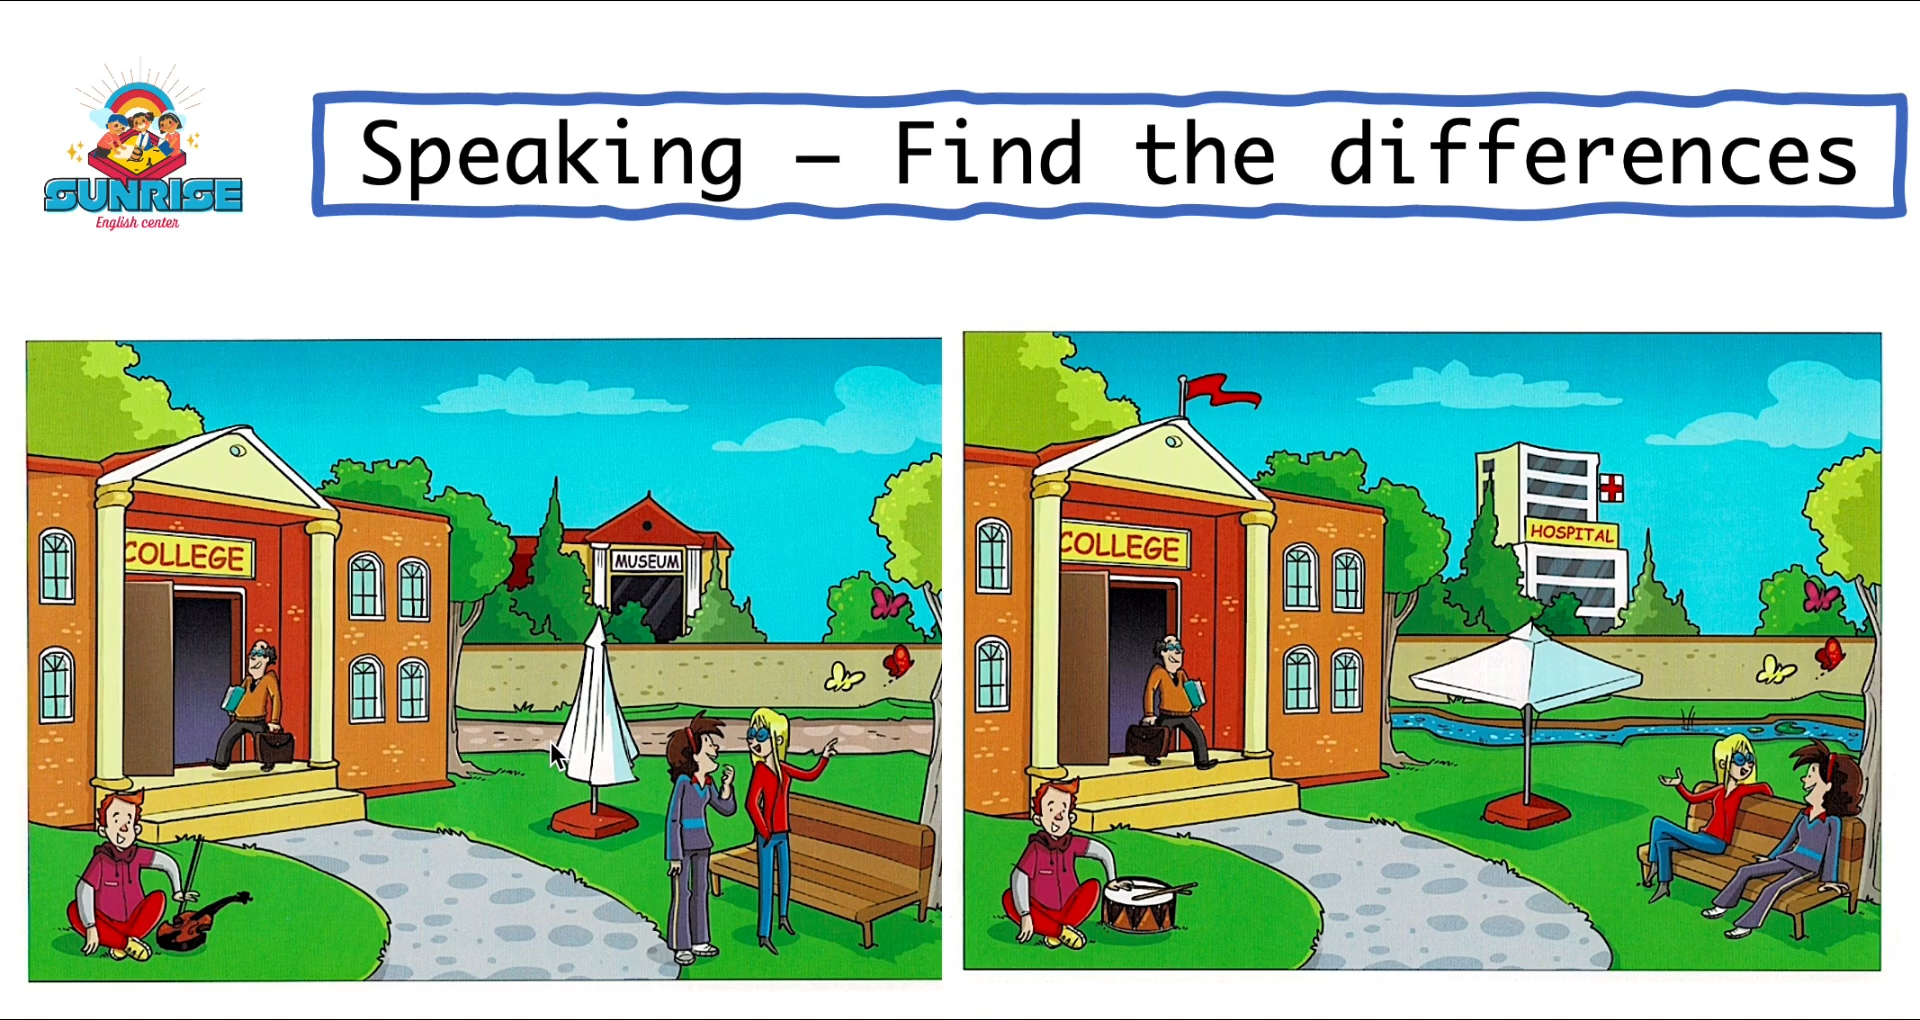 SUNRISE
English center
Speaking – Find the differences
COLLEGE
MUSEUM
COLLEGE
HOSPITAL